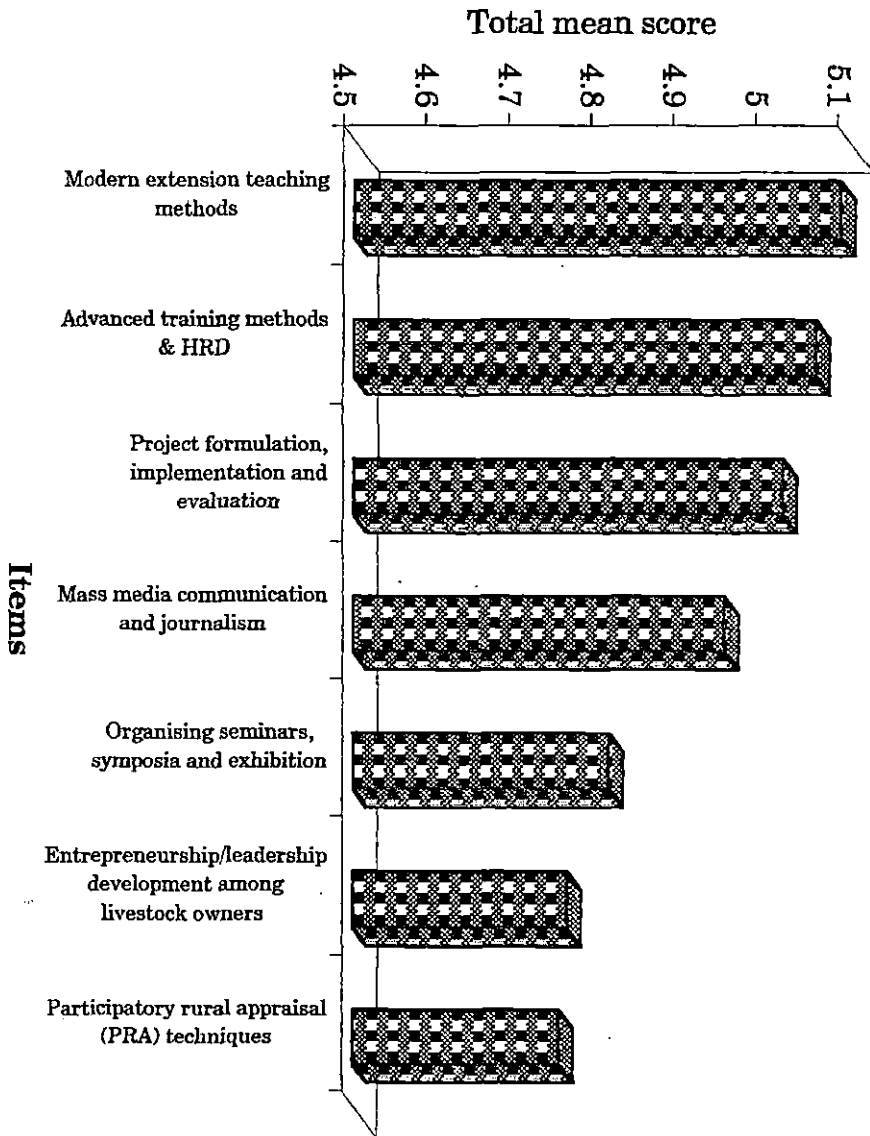 Total mean score
4.5
4.6
4.7
4.8
4.9
5
5.1
Modern extension teaching
methods
Advanced training methods
& HRD
Project formulation,
implementation and
evaluation
Mass media communication
and journalism
Organising seminars,
symposia and exhibition
Entrepreneurship/leadership
development among
livestock owners
Participatory rural appraisal
(PRA) techniques
Items